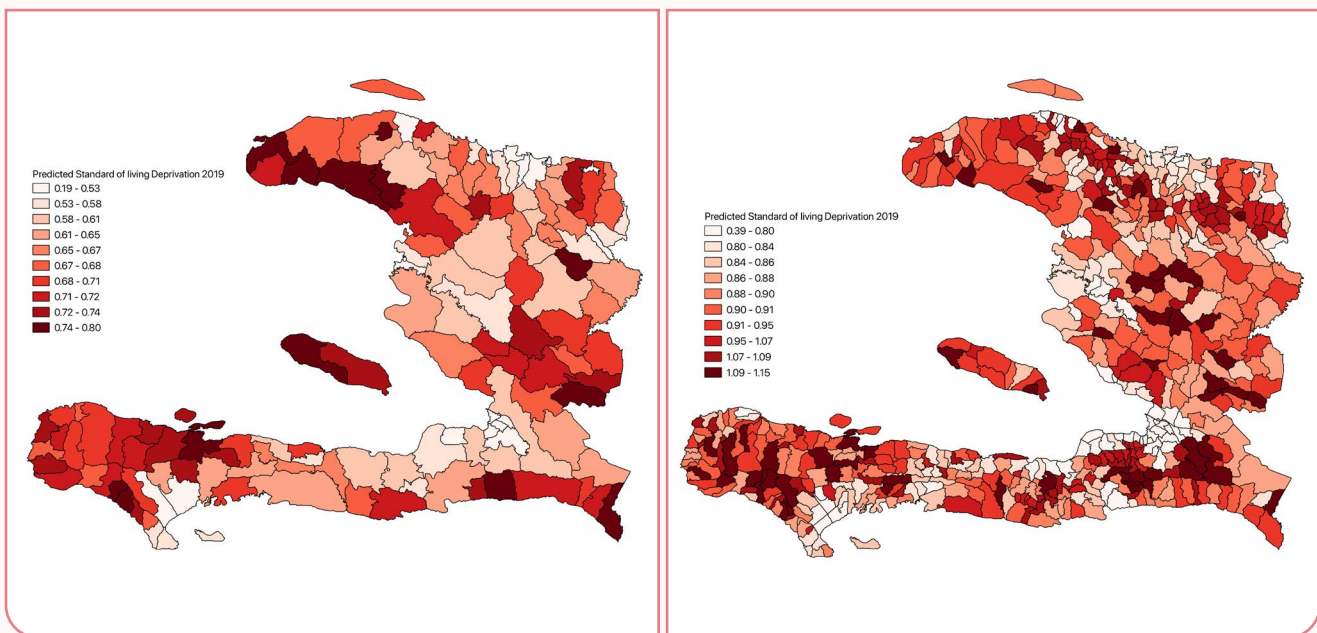 Predicted Standard of living Deprivation 2019
0.19 - 0.53
0.53 - 0.58
0.58 - 0.61
0.61 - 0.65
0.65 - 0.67
0.67 - 0.68
0.68 - 0.71
0.71 - 0.72
0.72 - 0.74
0.74 - 0.80
Predicted Standard of living Deprivation 2019
0.39 - 0.80
0.80 - 0.84
0.84 - 0.86
0.86 - 0.88
0.88 - 0.90
0.90 - 0.91
0.91 - 0.95
0.95 - 1.07
1.07 - 1.09
1.09 - 1.15